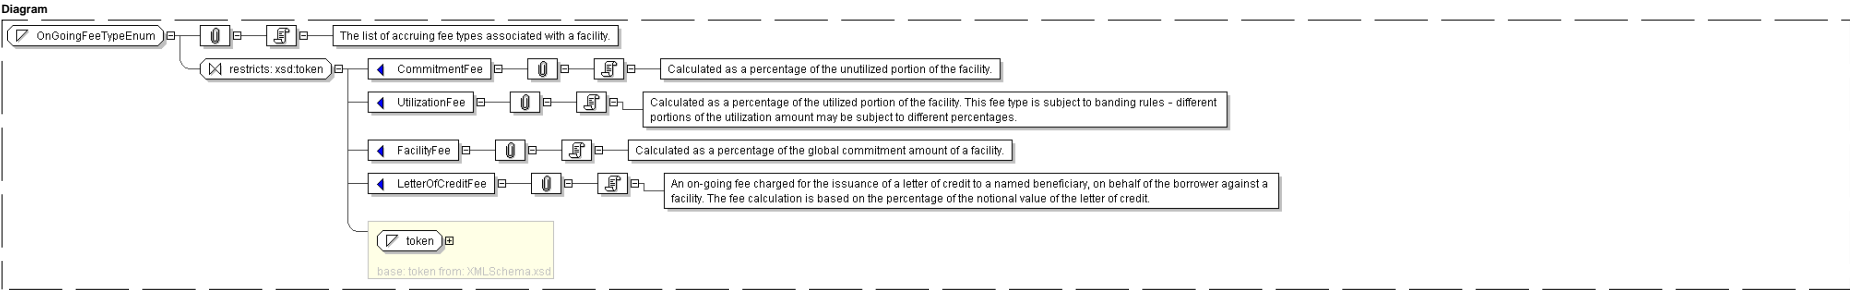 Diagram
OnGoingFeeTypeEnum
The list of accruing fee types associated with a facility.
restricts: xsd:token
CommitmentFee
Calculated as a percentage of the unutilized portion of the facility.
UtilizationFee
Calculated as a percentage of the utilized portion of the facility. This fee type is subject to banding rules - different
portions of the utilization amount may be subject to different percentages.
FacilityFee
Calculated as a percentage of the global commitment amount of a facility.
LetterOfCreditFee
An on-going fee charged for the issuance of a letter of credit to a named beneficiary, on behalf of the borrower against a
facility. The fee calculation is based on the percentage of the notional value of the letter of credit.
token
base: token from: XMLSchema.xsd